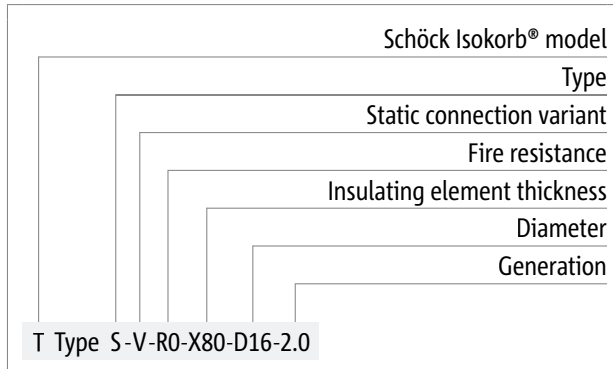 Schöck Isokorb® model
Type
Static connection variant
Fire resistance
Insulating element thickness
Diameter
Generation
T Type S-V-R0-X80-D16-2.0